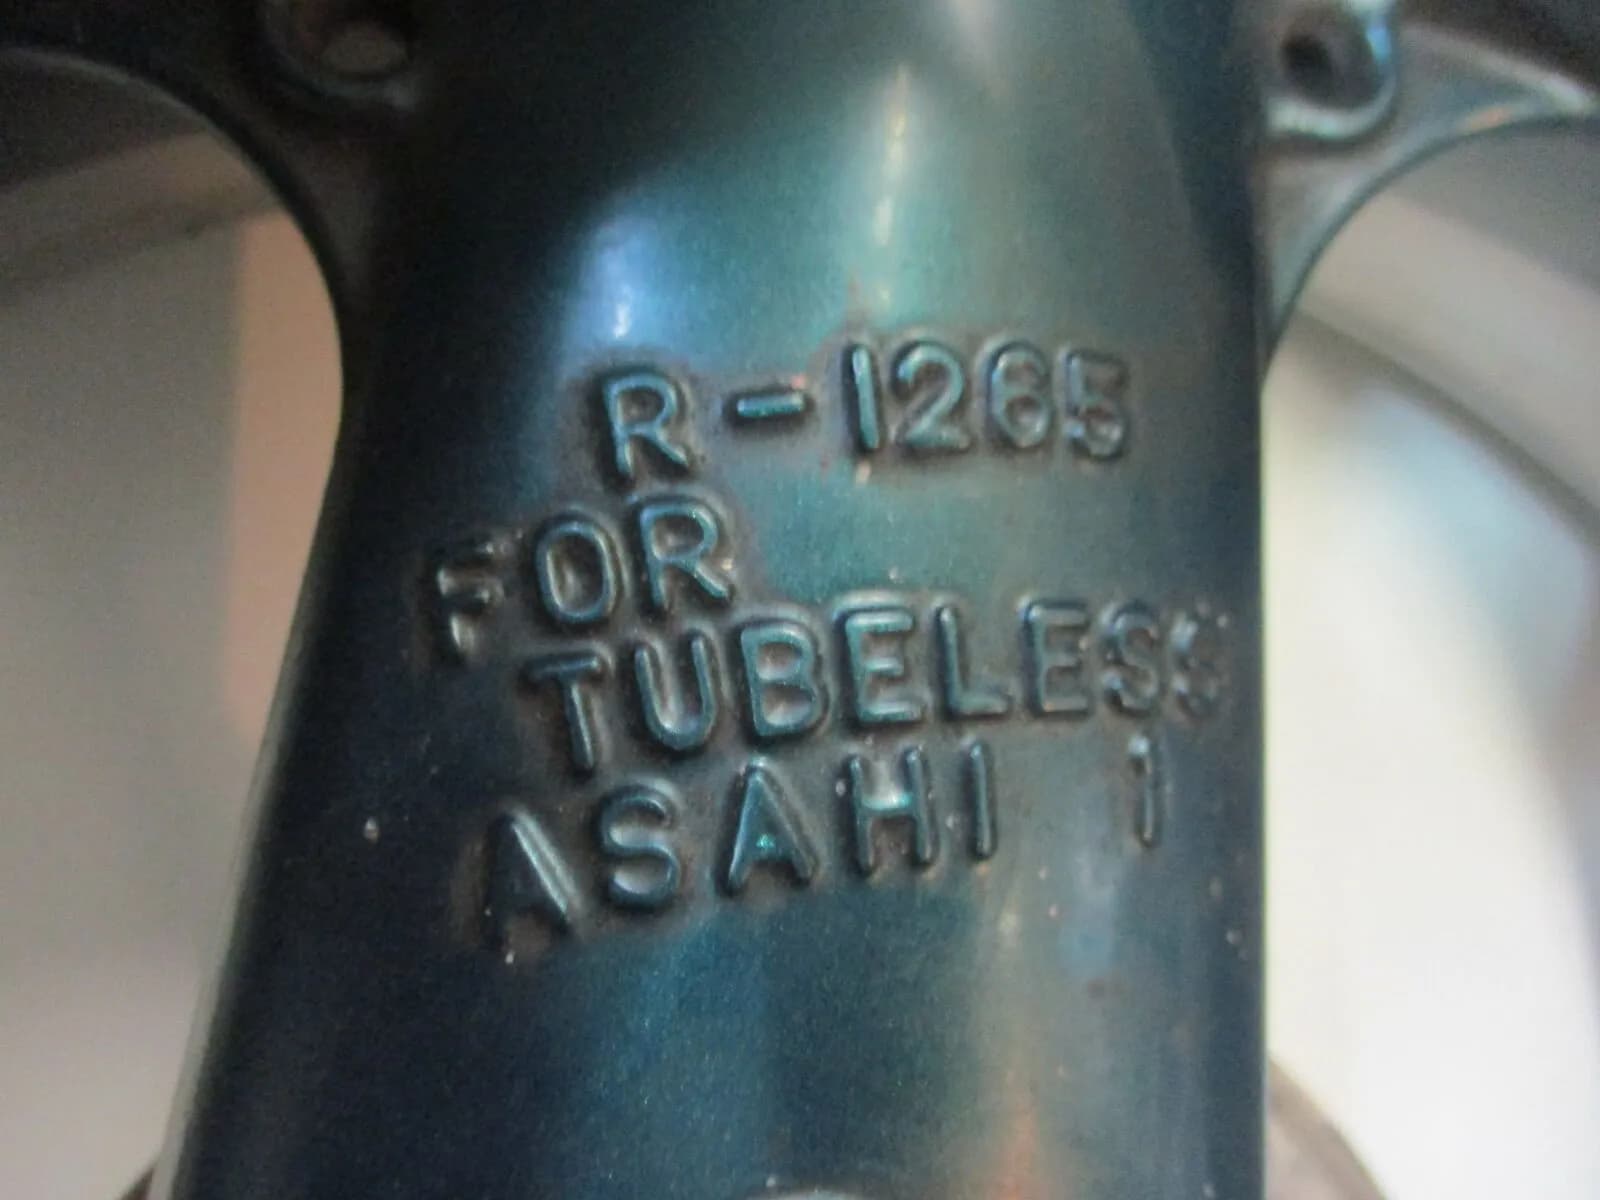 R-1265
FOR
TUBELESS
ASAHI 1